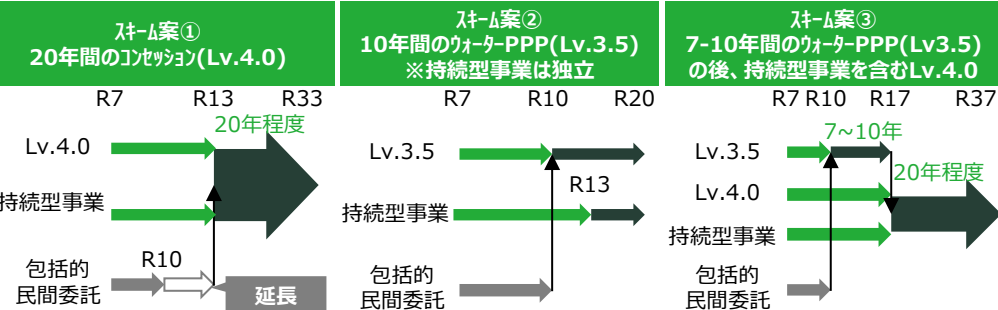 スキーム案①
20年間のコンセッション(Lv.4.0)
R7 R13 R33
20年程度
Lv.4.0
持続型事業
R10
包括的
民間委託
延長
スキーム案②
10年間のウォーターPPP(Lv.3.5)
※持続型事業は独立
R7 R10 R20
Lv.3.5
R13
持続型事業
包括的
民間委託
スキーム案③
7-10年間のウォーターPPP(Lv3.5)
の後、持続型事業を含むLv.4.0
R7 R10 R17 R37
7~10年
Lv.3.5
20年程度
Lv.4.0
持続型事業
包括的
民間委託